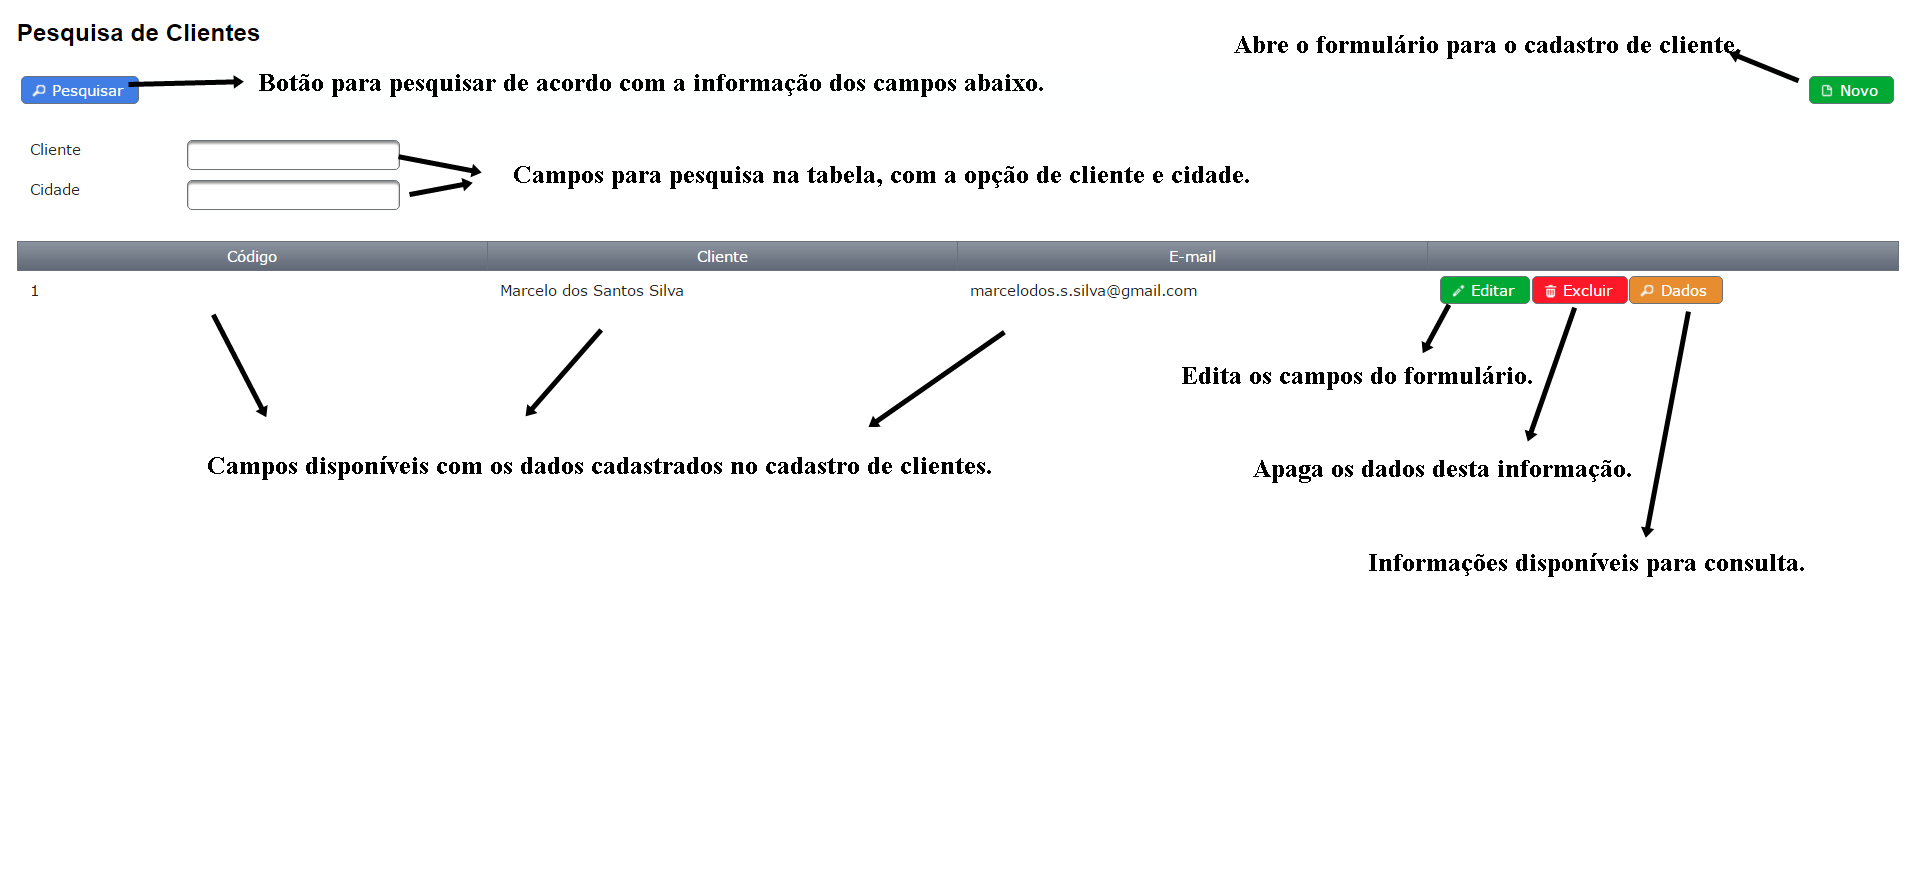 Pesquisa de Clientes
Abre o formulário para o cadastro de cliente.
Pesquisar
Botão para pesquisar de acordo com a informação dos campos abaixo.
Novo
Cliente
Campos para pesquisa na tabela, com a opção de cliente e cidade.
Cidade
Código Cliente E-mail
1 Marcelo dos Santos Silva marcelodos.s.silva@gmail.com Editar Excluir Dados
Edita os campos do formulário.
Campos disponíveis com os dados cadastrados no cadastro de clientes.
Apaga os dados desta informação.
Informações disponíveis para consulta.